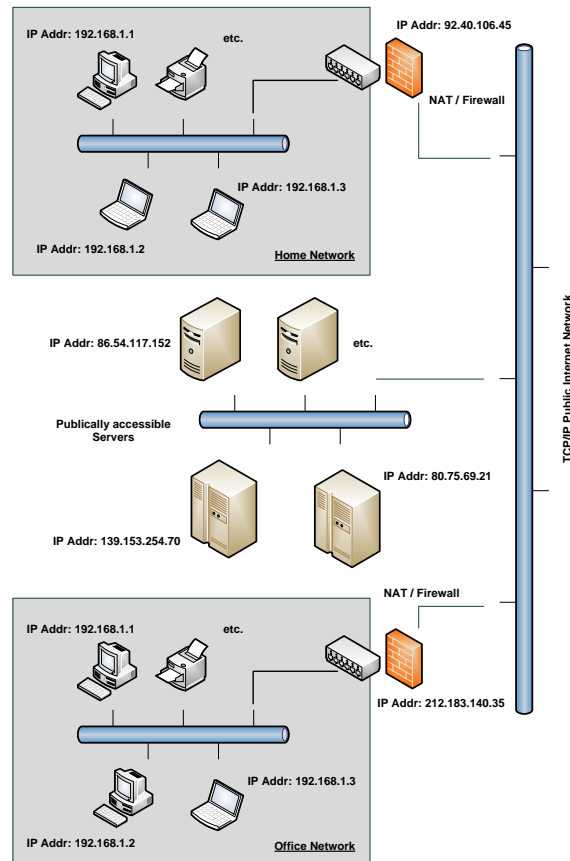 IP Addr: 192.168.1.1
etc.
IP Addr: 92.40.106.45
NAT / Firewall
IP Addr: 192.168.1.3
IP Addr: 192.168.1.2
Home Network
IP Addr: 86.54.117.152
etc.
TCP/IP Public Internet Network
Publically accessible
Servers
IP Addr: 80.75.69.21
IP Addr: 139.153.254.70
NAT / Firewall
IP Addr: 192.168.1.1
etc.
IP Addr: 212.183.140.35
IP Addr: 192.168.1.3
IP Addr: 192.168.1.2
Office Network